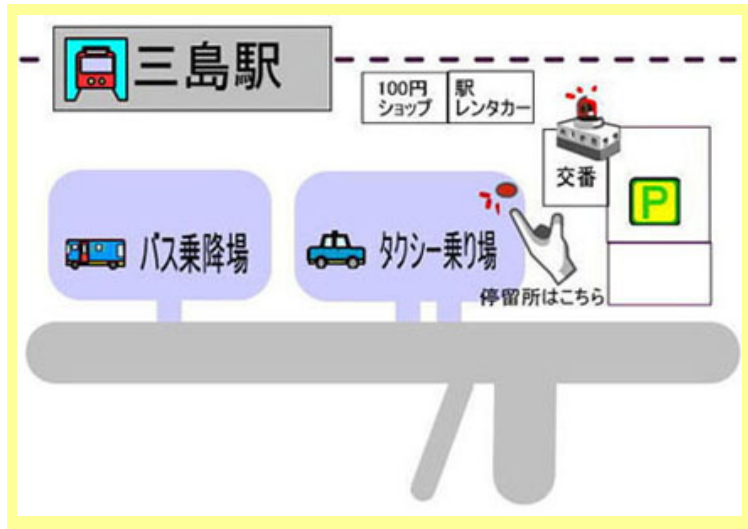 三島駅
100円
ショップ
駅
レンタカー
交番
P
バス乗降場
タクシー乗り場
停留所はこちら